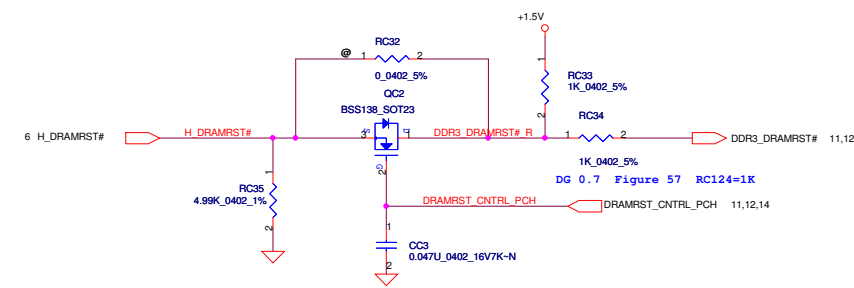 +1.5V
RC32
@ 1 2
0_0402_5%
1
RC33
1K_0402_5%
2
QC2
BSS138_SOT23
RC34
6 H_DRAMRST#
H_DRAMRST#
3 S D 1
DDR3_DRAMRST#_R
1 2
DDR3_DRAMRST# 11,12
1K_0402_5%
G
2
DG 0.7 Figure 57 RC124=1K
1
RC35
4.99K_0402_1%
2
DRAMRST_CNTRL_PCH
DRAMRST_CNTRL_PCH 11,12,14
1
CC3
0.047U_0402_16V7K~N
2